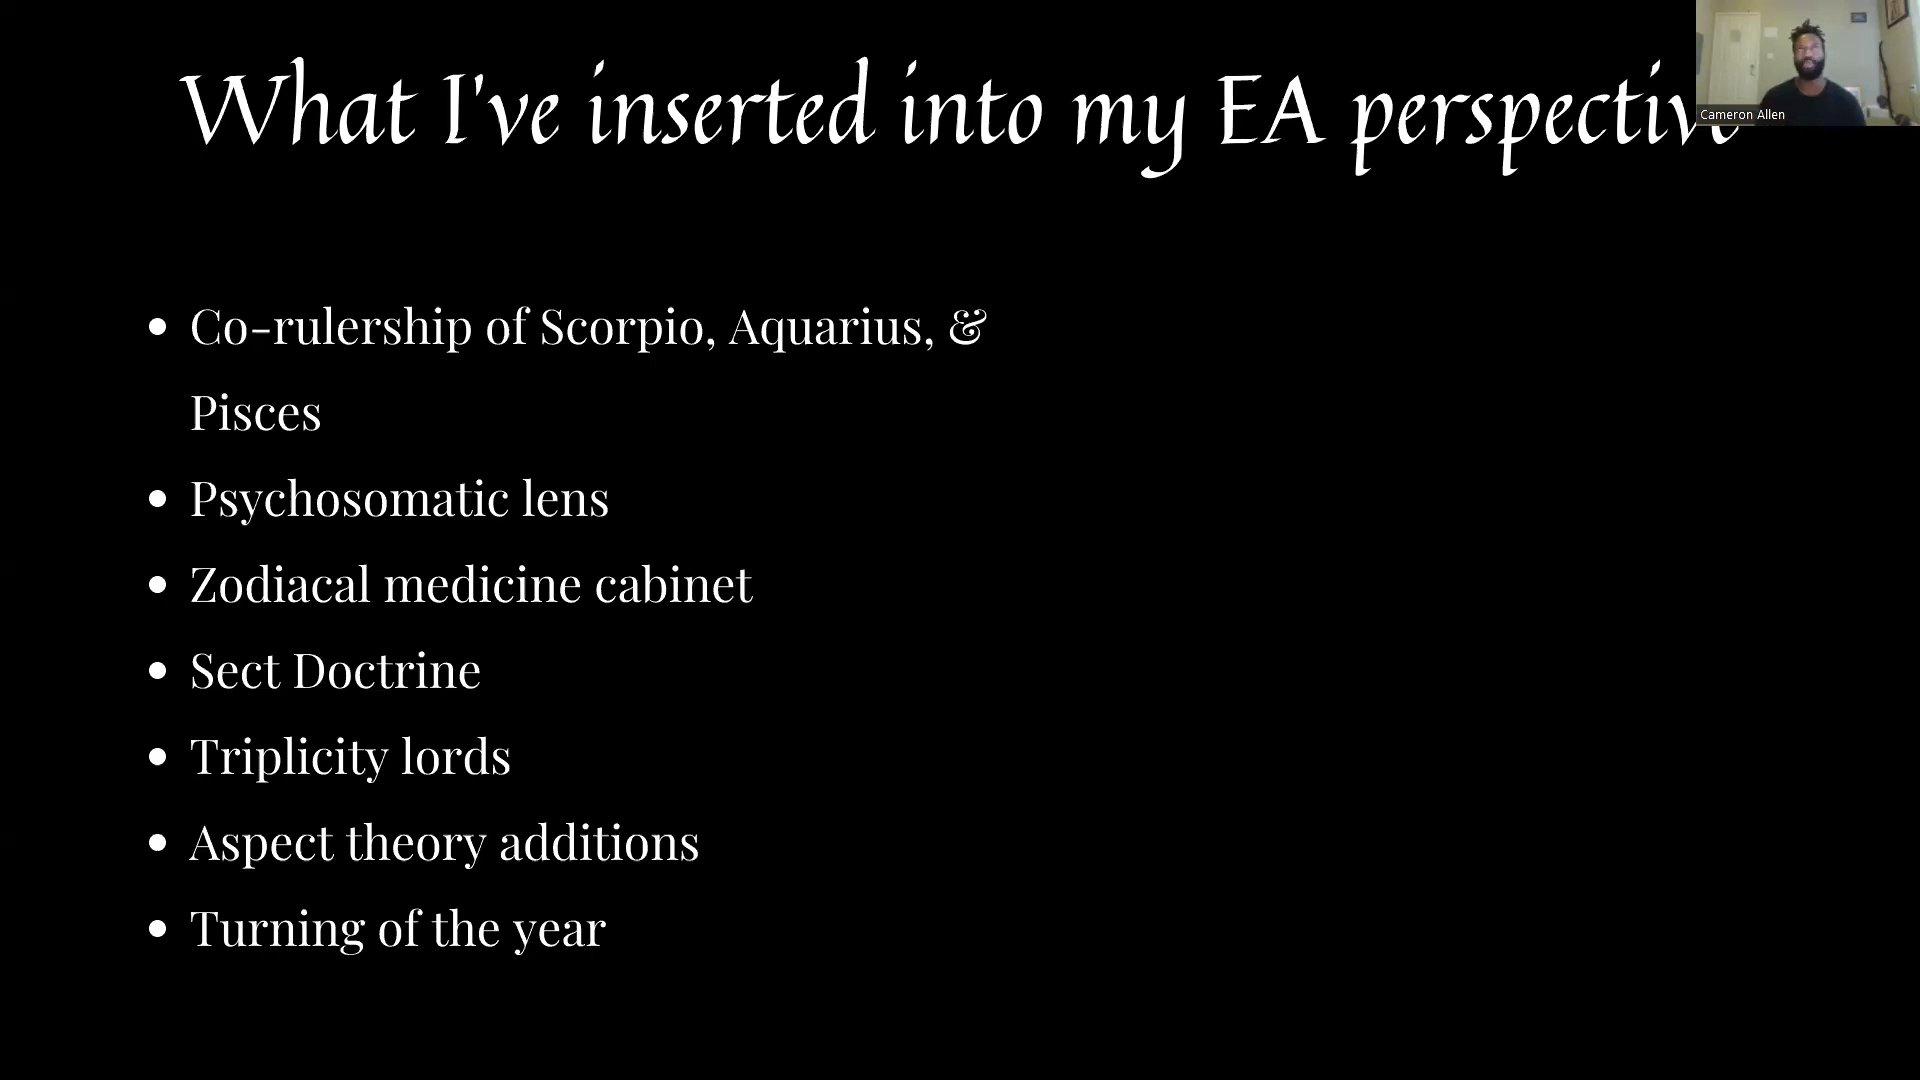 What I've inserted into my EA perspective
Cameron Allen
• Co-rulership of Scorpio, Aquarius, &
Pisces
• Psychosomatic lens
• Zodiacal medicine cabinet
• Sect Doctrine
• Triplicity lords
• Aspect theory additions
• Turning of the year